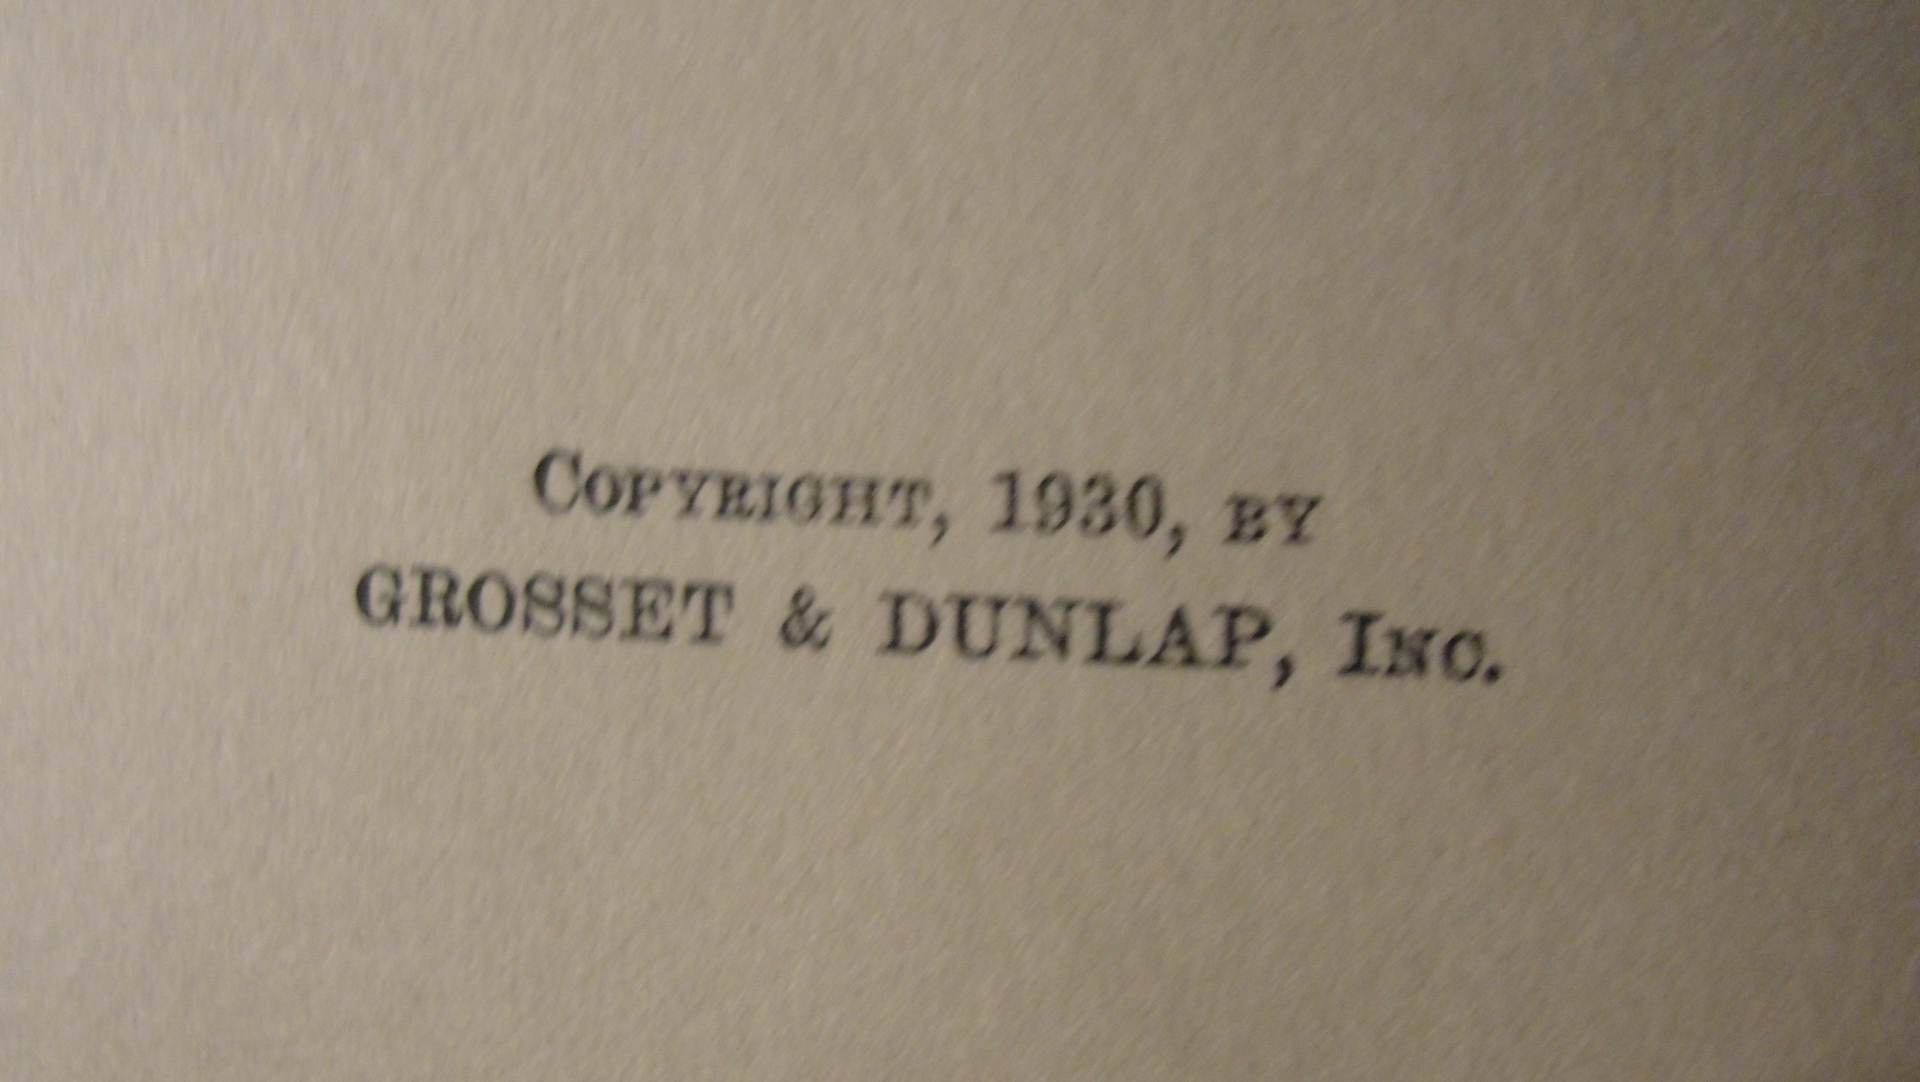 Copyright, 1930, by
GROSSET & DUNLAP, Inc.